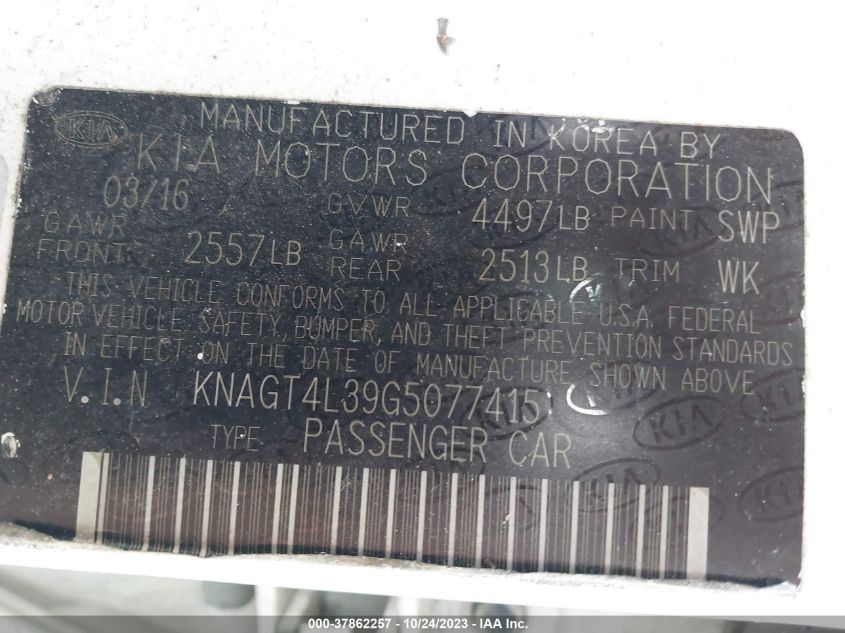 KIA
MANUFACTURED IN KOREA BY
KIA MOTORS CORPORATION
03/16 GVWR 4497LB PAINT SWP
GAWR FRONT 2557LB GAWR REAR 2513LB TRIM WK
THIS VEHICLE CONFORMS TO ALL APPLICABLE U.S.A. FEDERAL
MOTOR VEHICLE SAFETY, BUMPER, AND THEFT PREVENTION STANDARDS
IN EFFECT ON THE DATE OF MANUFACTURE SHOWN ABOVE
V.I.N KNAGT4L39G5077415
TYPE PASSENGER CAR
KIA
KIA
KIA
000-37862257 - 10/24/2023 - IAA Inc.